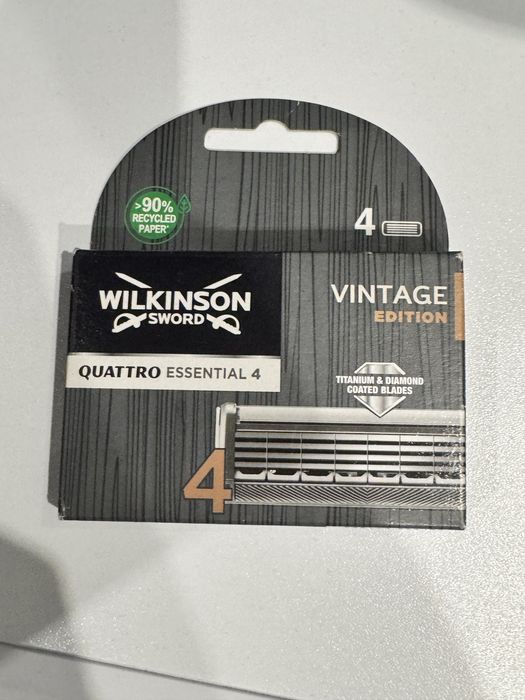 >90%
RECYCLED
PAPER*
4
WILKINSON
SWORD
VINTAGE
EDITION
QUATTRO ESSENTIAL 4
TITANIUM & DIAMOND
COATED BLADES
4